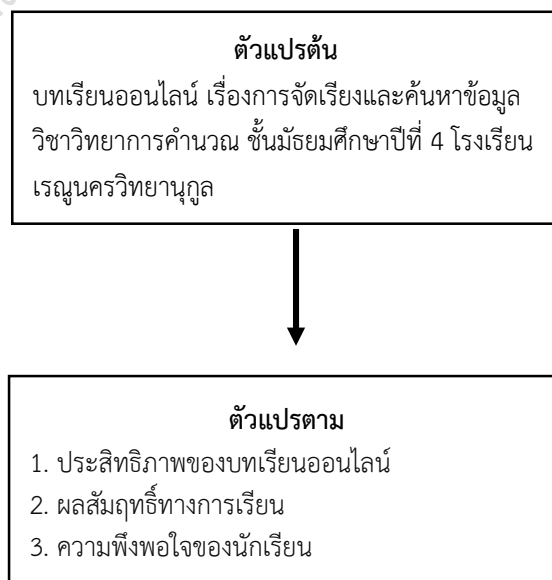 ตัวแปรต้น
บทเรียนออนไลน์ เรื่องการจัดเรียงและค้นหาข้อมูล
วิชาวิทยาการคำนวณ ชั้นมัธยมศึกษาปีที่ 4 โรงเรียน
เรณูนครวิทยานุกูล
ตัวแปรตาม
1. ประสิทธิภาพของบทเรียนออนไลน์
2. ผลสัมฤทธิ์ทางการเรียน
3. ความพึงพอใจของนักเรียน